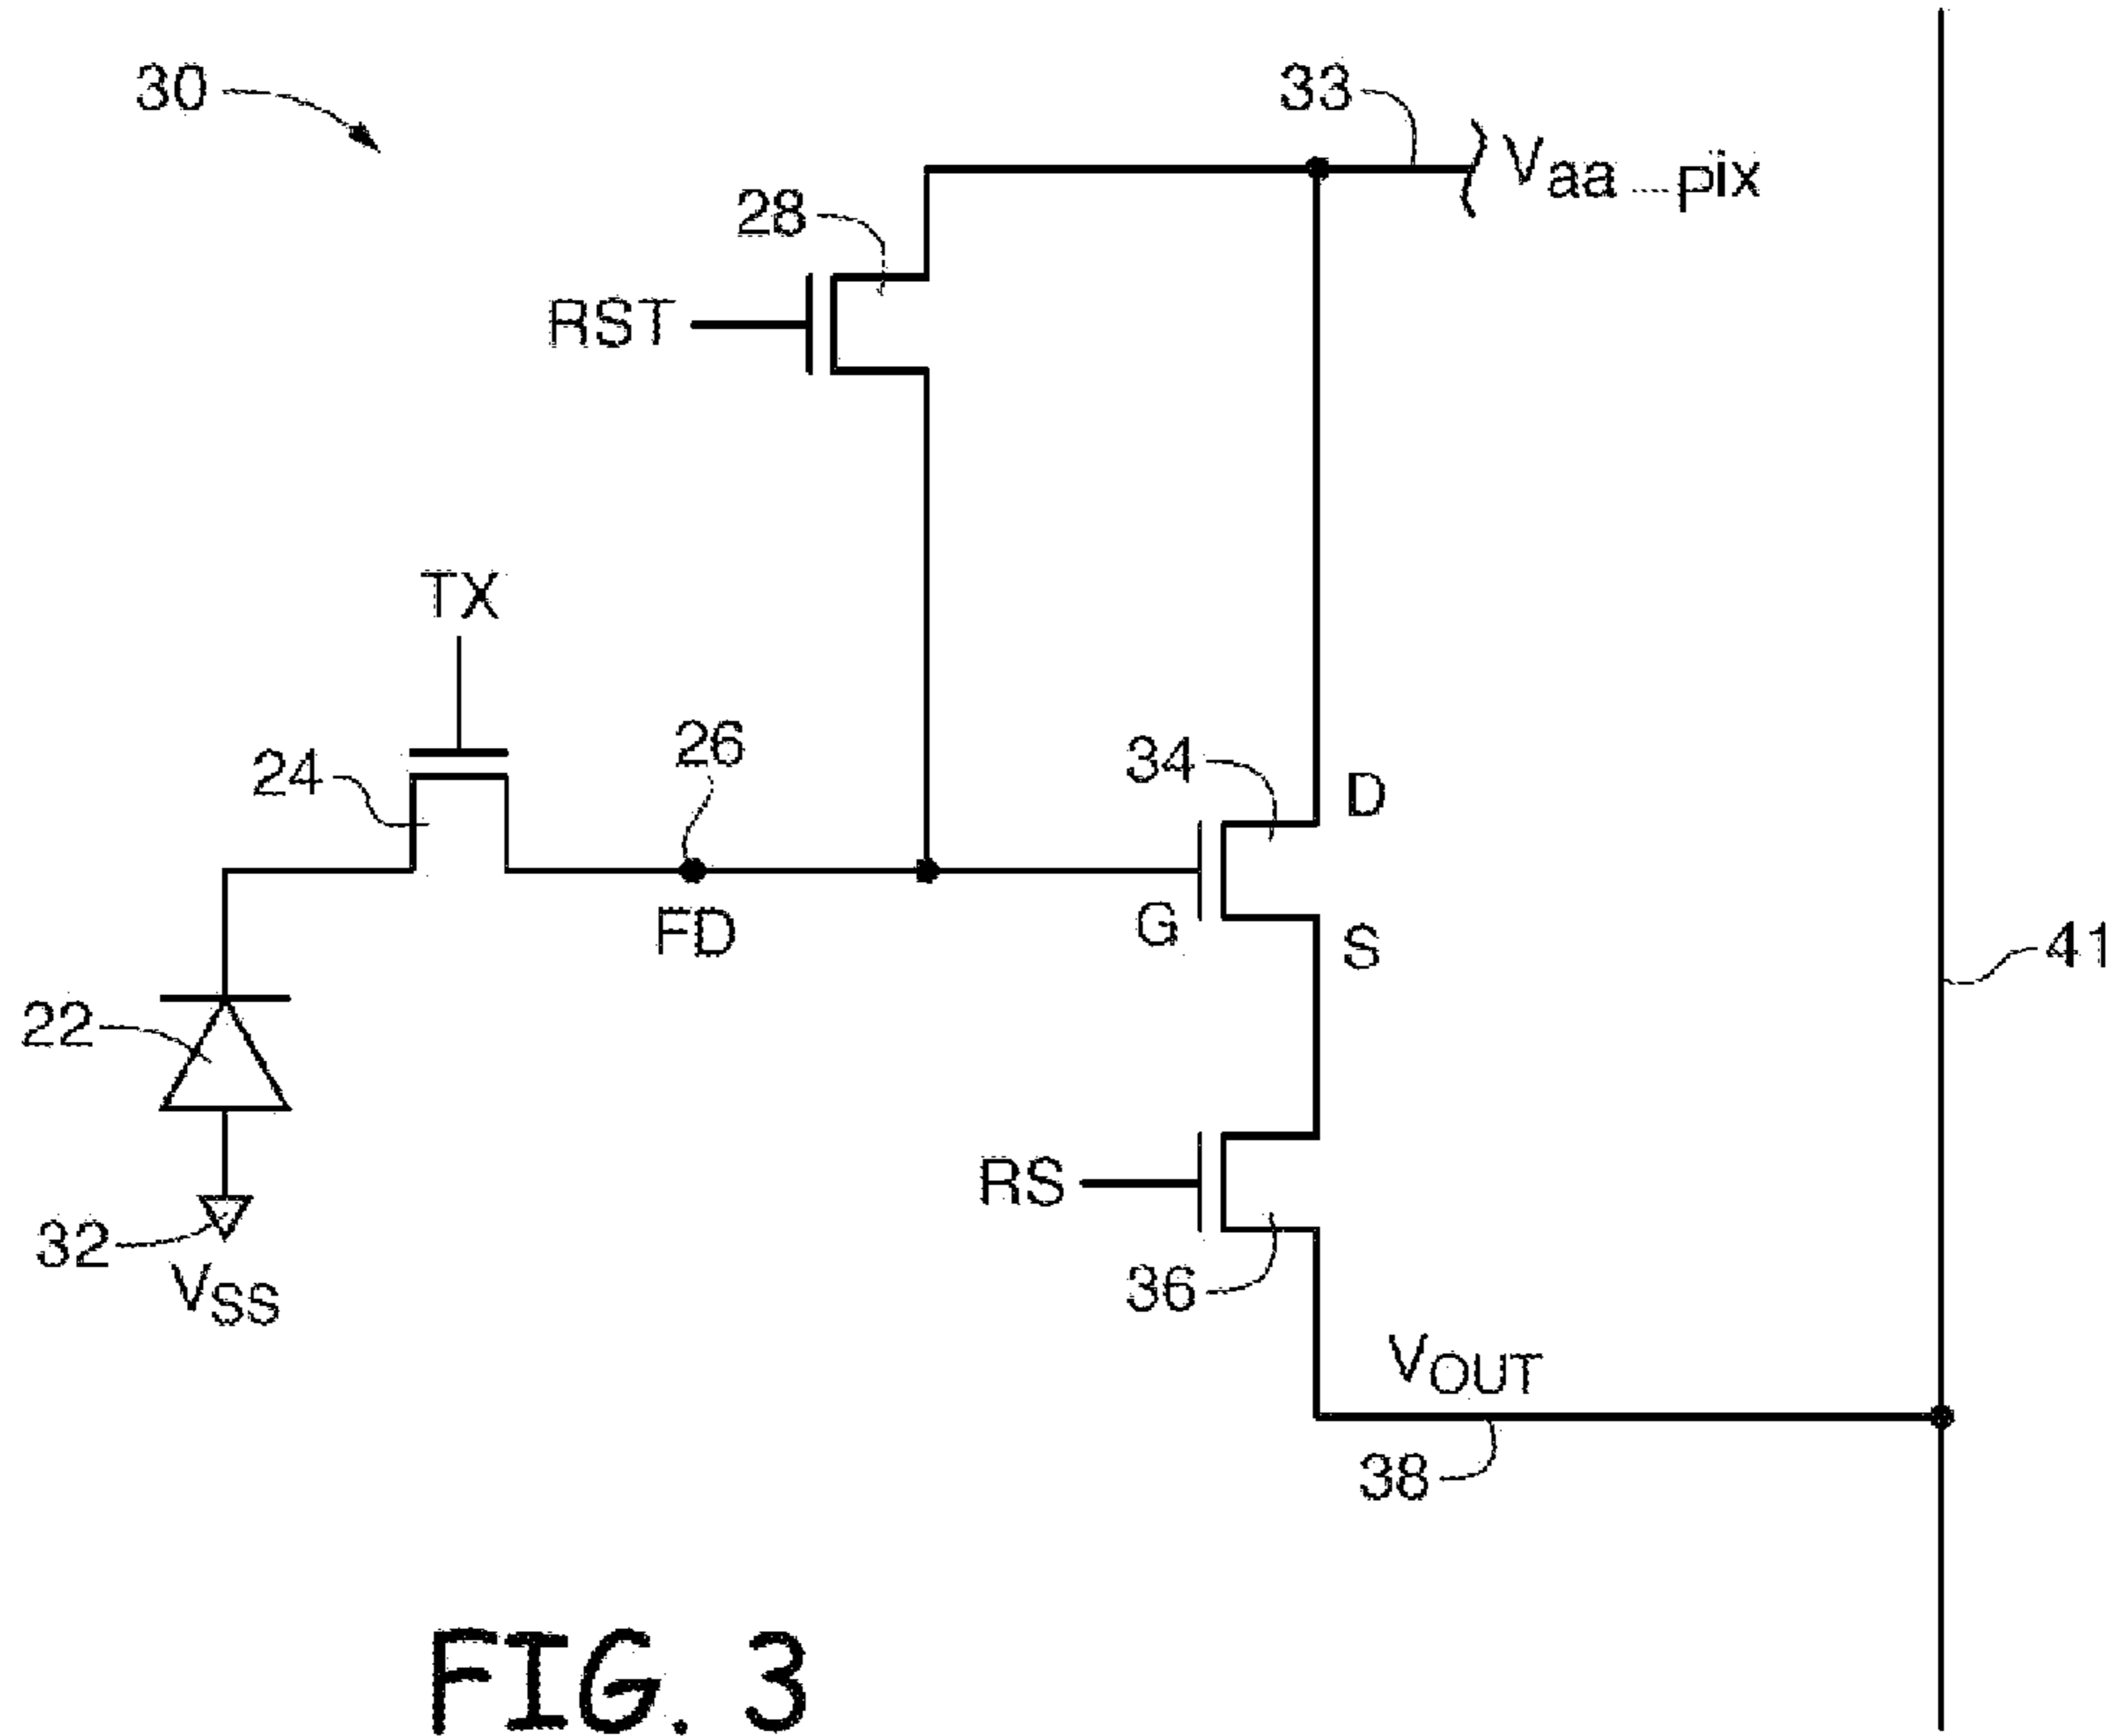 30
33
Vaa_pix
28
RST
TX
24
26
34
D
FD
G
S
41
22
RS
32
VSS
36
VOUT
38
FIG. 3